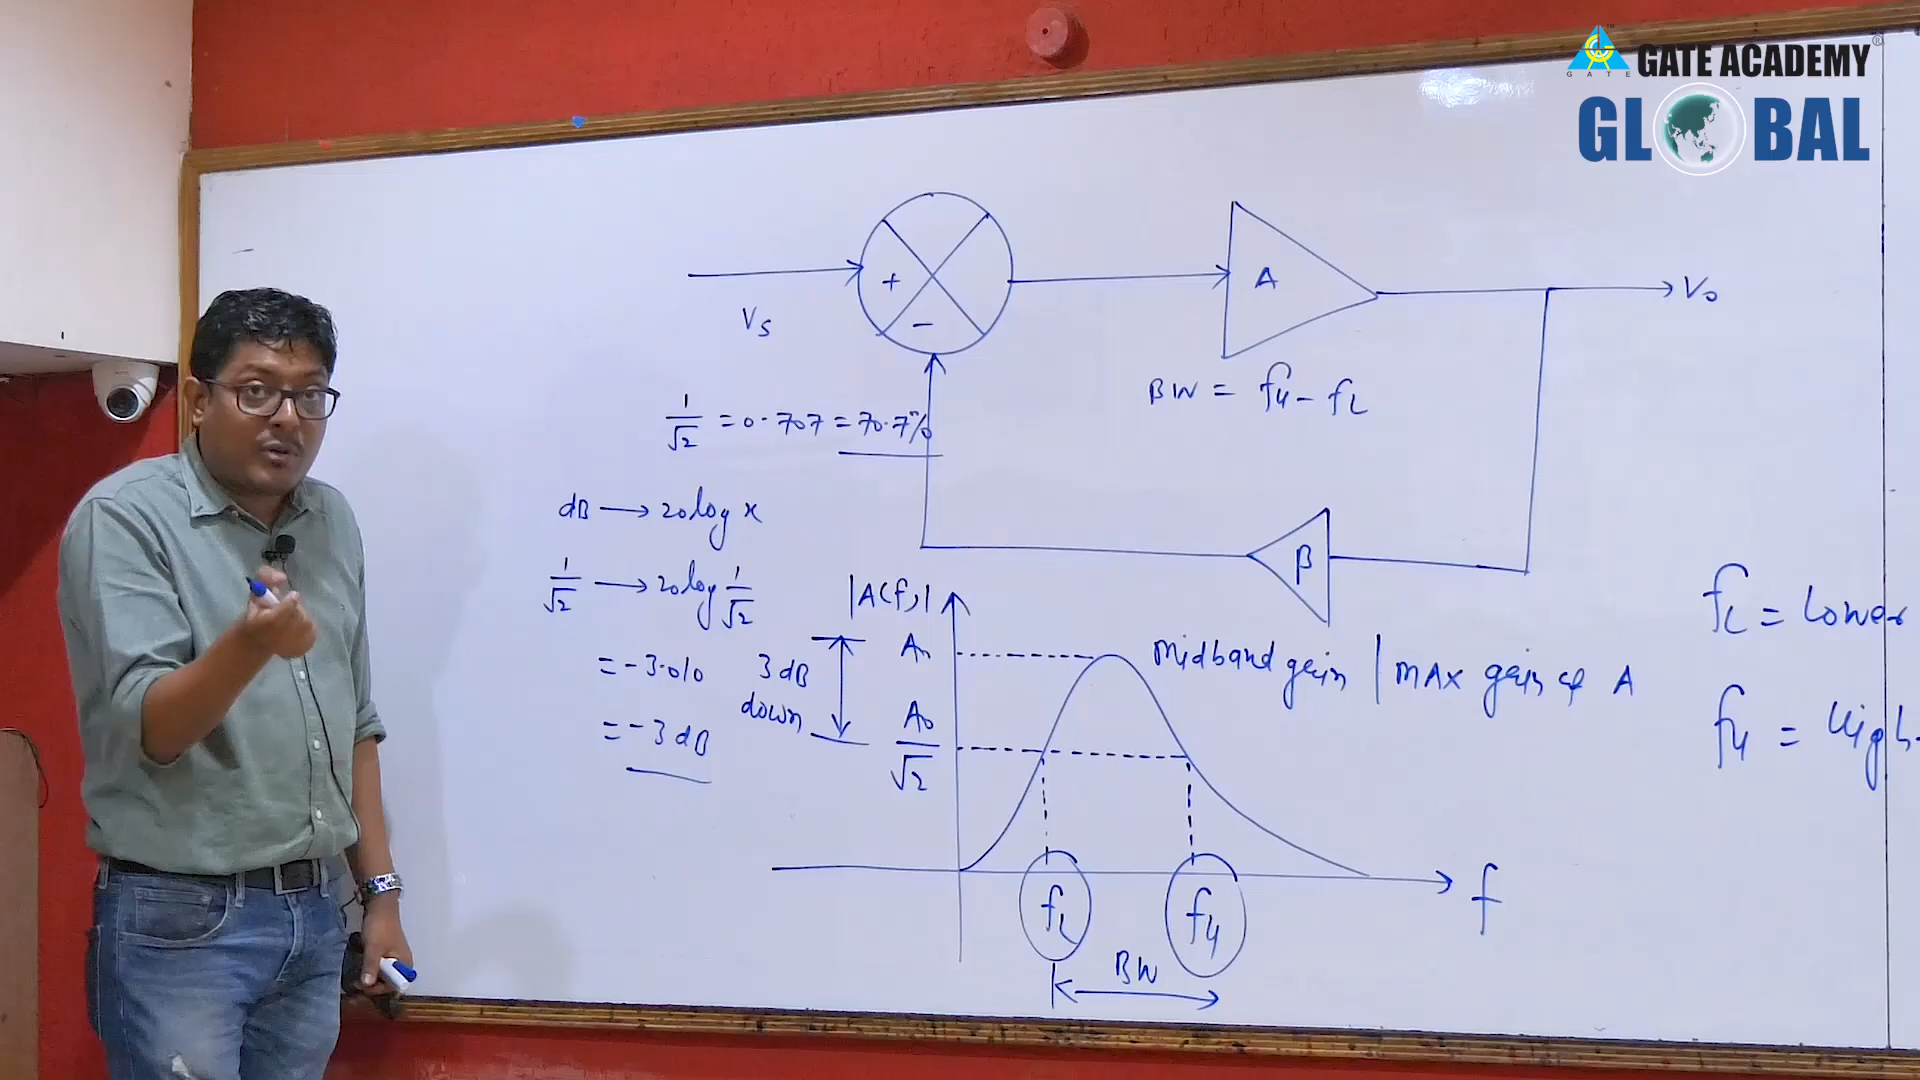 GATE ACADEMY
GATE
GLOBAL
+
−
A
V₀
Vs
BW = fH − fL
1/√2 = 0.707 = 70.7%
dB → 20 log x
β
1/√2 → 20 log 1/√2
|A(f)|
fL = Lower
= −3.010
3 dB
down
A₀
Midband gain | MAX gain of A
= −3 dB
A₀/√2
fH = High
fL
fH
f
BW